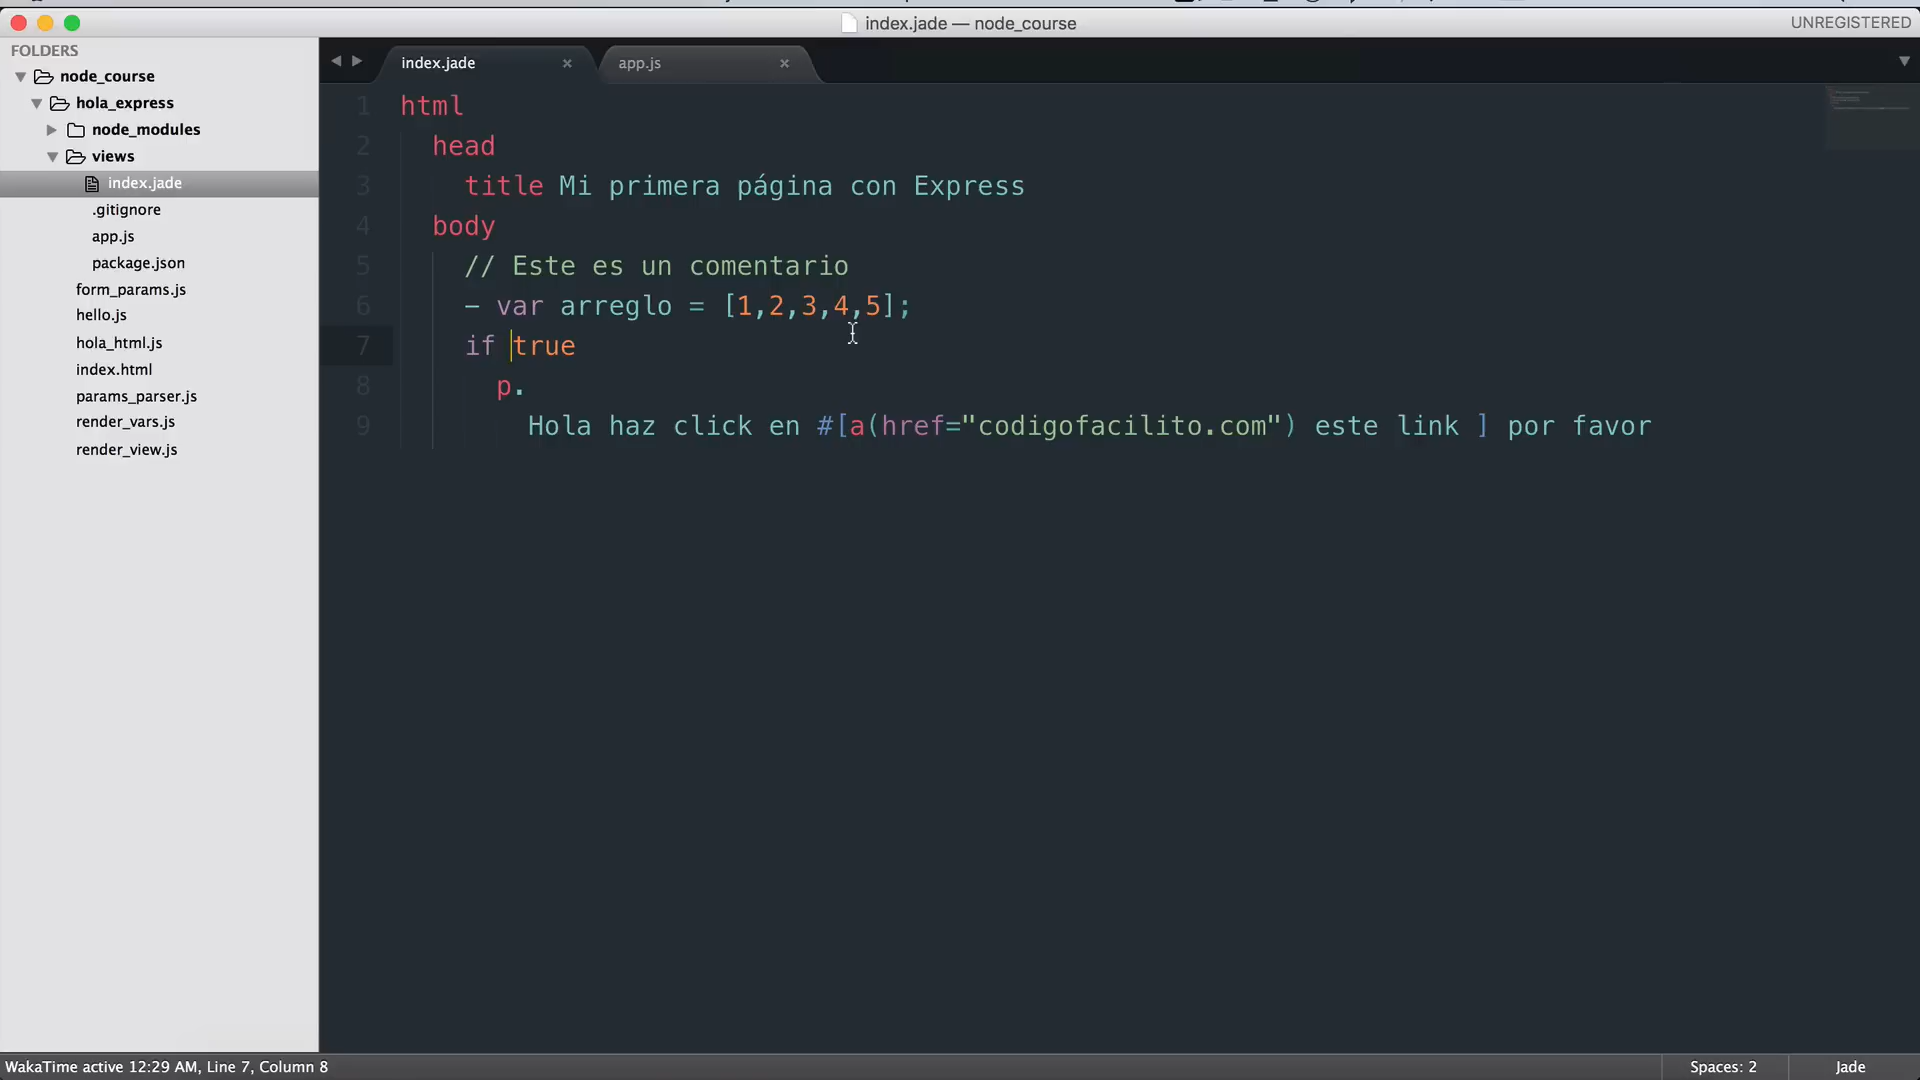 index.jade — node_course
UNREGISTERED
FOLDERS
node_course
hola_express
node_modules
views
index.jade
.gitignore
app.js
package.json
form_params.js
hello.js
hola_html.js
index.html
params_parser.js
render_vars.js
render_view.js
index.jade
app.js
1 html
2 head
3 title Mi primera página con Express
4 body
5 // Este es un comentario
6 - var arreglo = [1,2,3,4,5];
7 if true
8 p.
9 Hola haz click en #[a(href="codigofacilito.com") este link ] por favor
WakaTime active 12:29 AM, Line 7, Column 8
Spaces: 2
Jade